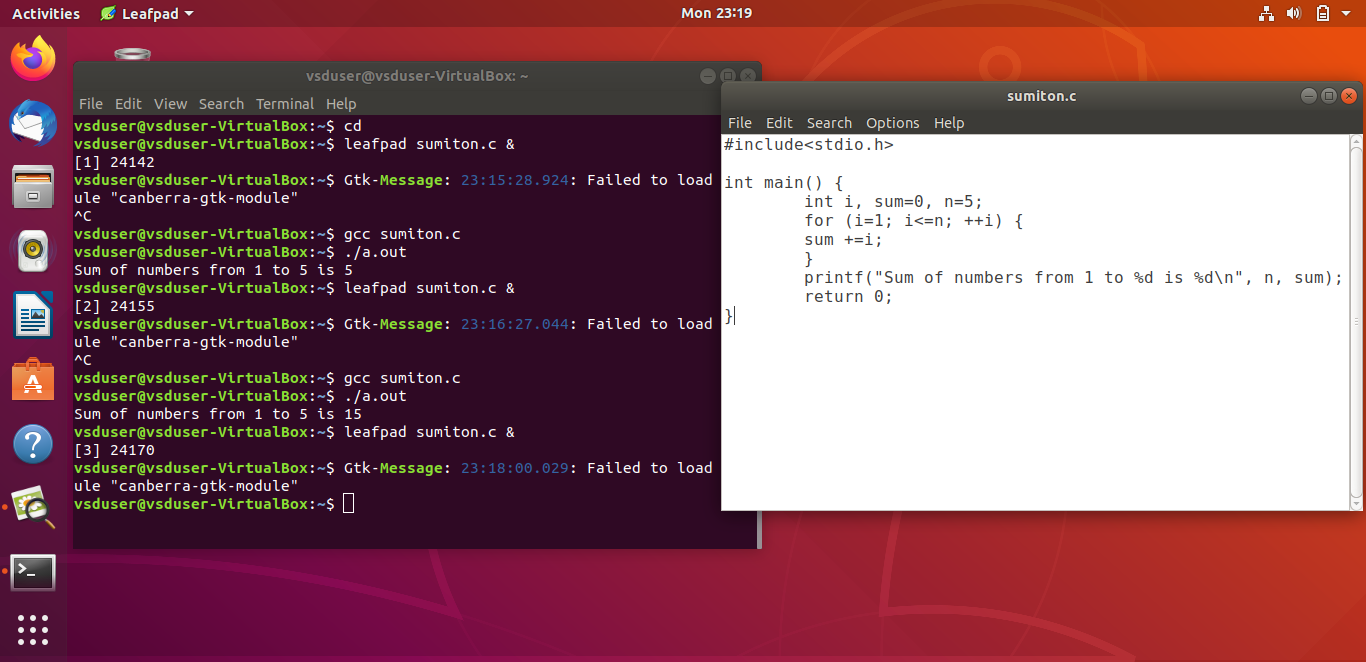 Activities Leafpad Mon 23:19
vsduser@vsduser-VirtualBox: ~
File Edit View Search Terminal Help
vsduser@vsduser-VirtualBox:~$ cd
vsduser@vsduser-VirtualBox:~$ leafpad sumiton.c &
[1] 24142
vsduser@vsduser-VirtualBox:~$ Gtk-Message: 23:15:28.924: Failed to load
ule "canberra-gtk-module"
^C
vsduser@vsduser-VirtualBox:~$ gcc sumiton.c
vsduser@vsduser-VirtualBox:~$ ./a.out
Sum of numbers from 1 to 5 is 5
vsduser@vsduser-VirtualBox:~$ leafpad sumiton.c &
[2] 24155
vsduser@vsduser-VirtualBox:~$ Gtk-Message: 23:16:27.044: Failed to load
ule "canberra-gtk-module"
^C
vsduser@vsduser-VirtualBox:~$ gcc sumiton.c
vsduser@vsduser-VirtualBox:~$ ./a.out
Sum of numbers from 1 to 5 is 15
vsduser@vsduser-VirtualBox:~$ leafpad sumiton.c &
[3] 24170
vsduser@vsduser-VirtualBox:~$ Gtk-Message: 23:18:00.029: Failed to load
ule "canberra-gtk-module"
vsduser@vsduser-VirtualBox:~$
sumiton.c
File Edit Search Options Help
#include<stdio.h>
int main() {
int i, sum=0, n=5;
for (i=1; i<=n; ++i) {
sum +=i;
}
printf("Sum of numbers from 1 to %d is %d\n", n, sum);
return 0;
}